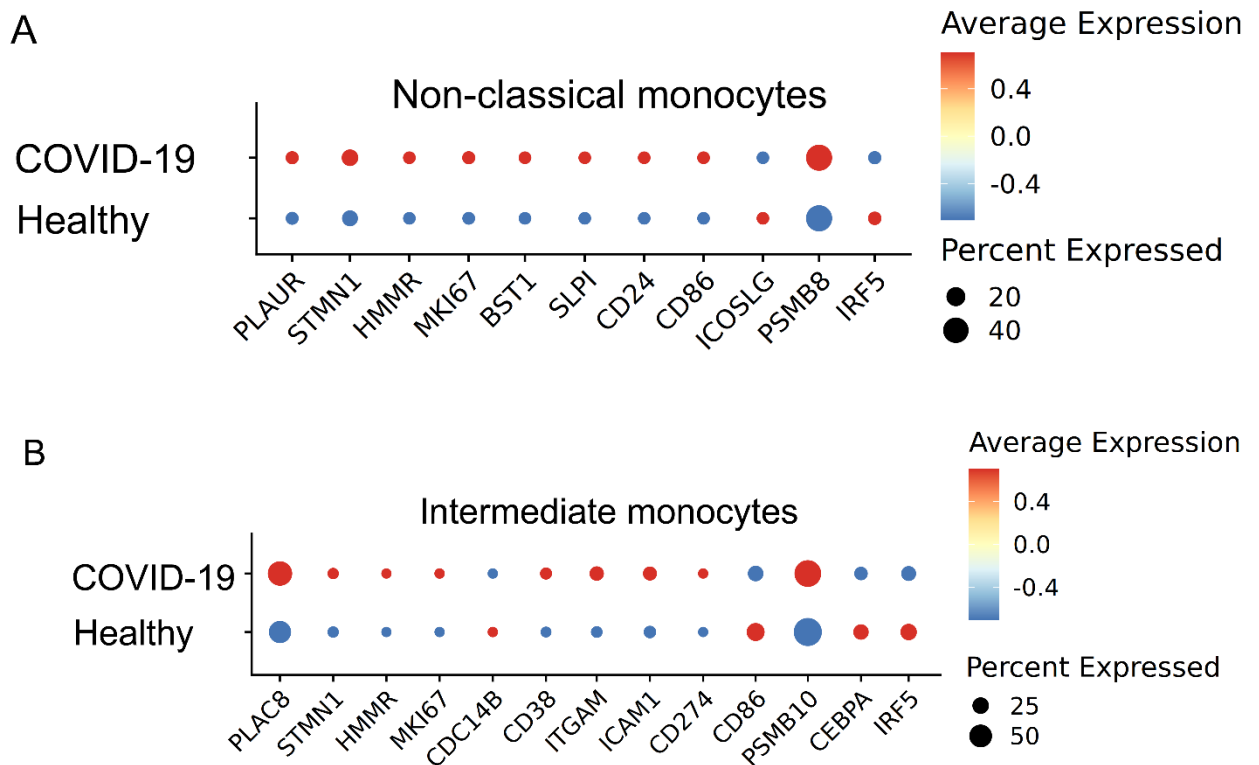 A
Average Expression
Non-classical monocytes
0.4
0.0
-0.4
COVID-19
Healthy
PLAUR STMN1 HMMR MKI67 BST1 SLPI CD24 CD86 ICOSLG PSMB8 IRF5
Percent Expressed
20
40
B
Average Expression
Intermediate monocytes
0.4
0.0
-0.4
COVID-19
Healthy
PLAC8 STMN1 HMMR MKI67 CDC14B CD38 ITGAM ICAM1 CD274 CD86 PSMB10 CEBPA IRF5
Percent Expressed
25
50